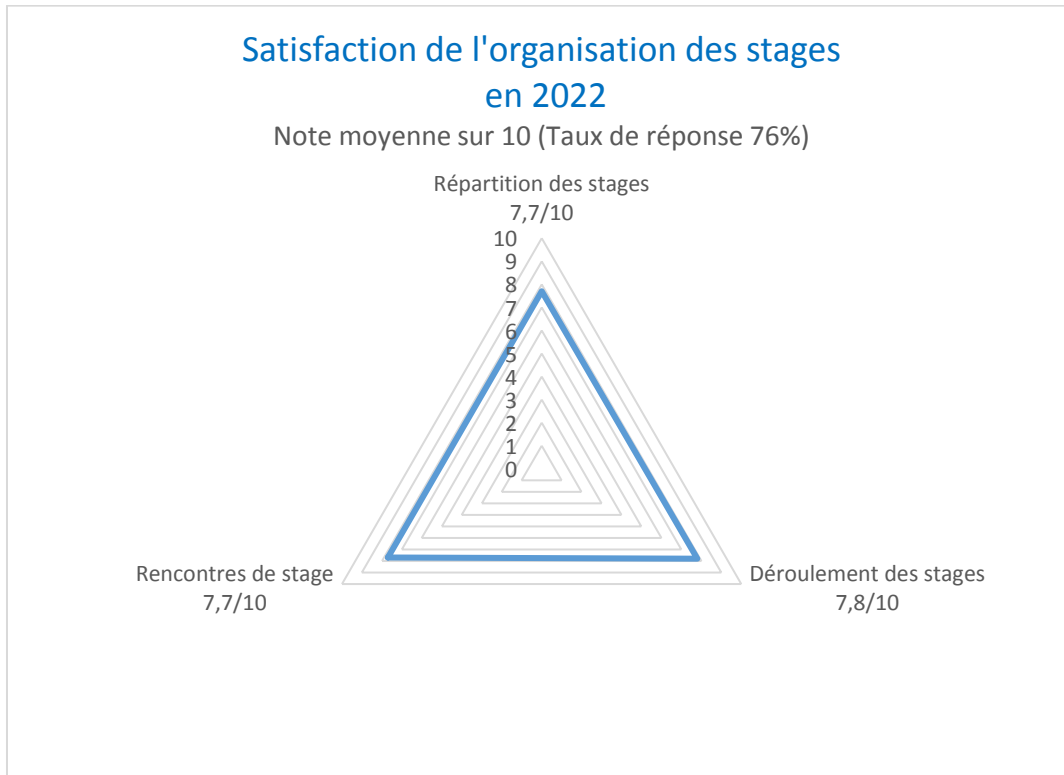 Satisfaction de l'organisation des stages
en 2022
Note moyenne sur 10 (Taux de réponse 76%)
Répartition des stages
7,7/10
10
9
8
7
6
5
4
3
2
1
0
Rencontres de stage
7,7/10
Déroulement des stages
7,8/10